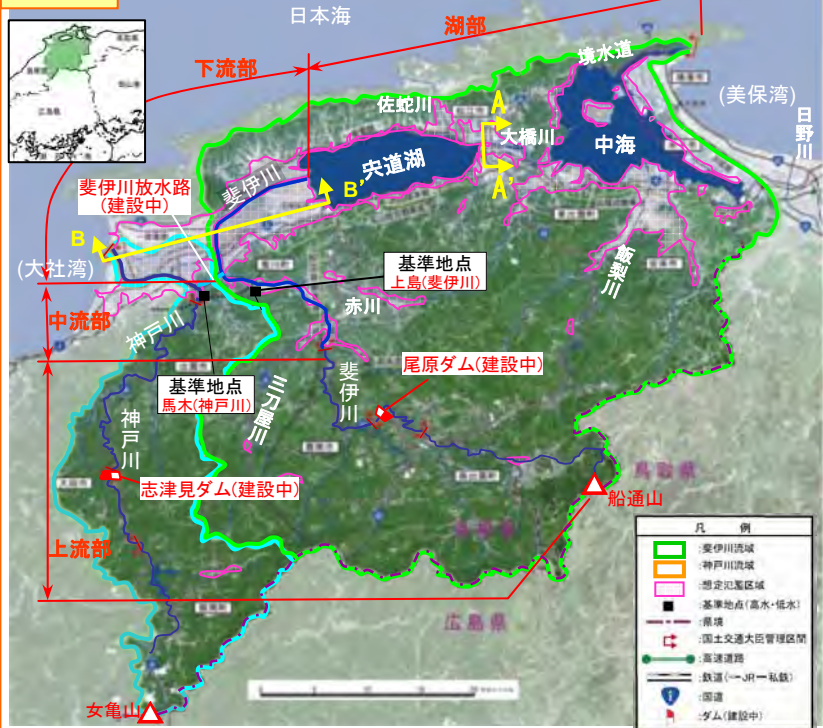 日本海
湖部
下流部
境水道
(美保湾)
日野川
佐蛇川
A
大橋川
中海
A'
宍道湖
斐伊川
B'
斐伊川放水路
(建設中)
B
(大社湾)
基準地点
上島(斐伊川)
飯梨川
赤川
中流部
神戸川
基準地点
馬木(神戸川)
三刀屋川
斐伊川
尾原ダム(建設中)
神戸川
志津見ダム(建設中)
鳥取県
船通山
島根県
上流部
広島県
女亀山
凡 例
:斐伊川流域
:神戸川流域
:想定氾濫区域
:基準地点(高水・低水)
:県境
:国土交通大臣管理区間
:高速道路
:鉄道(ーJRー私鉄)
:国道
:ダム(建設中)